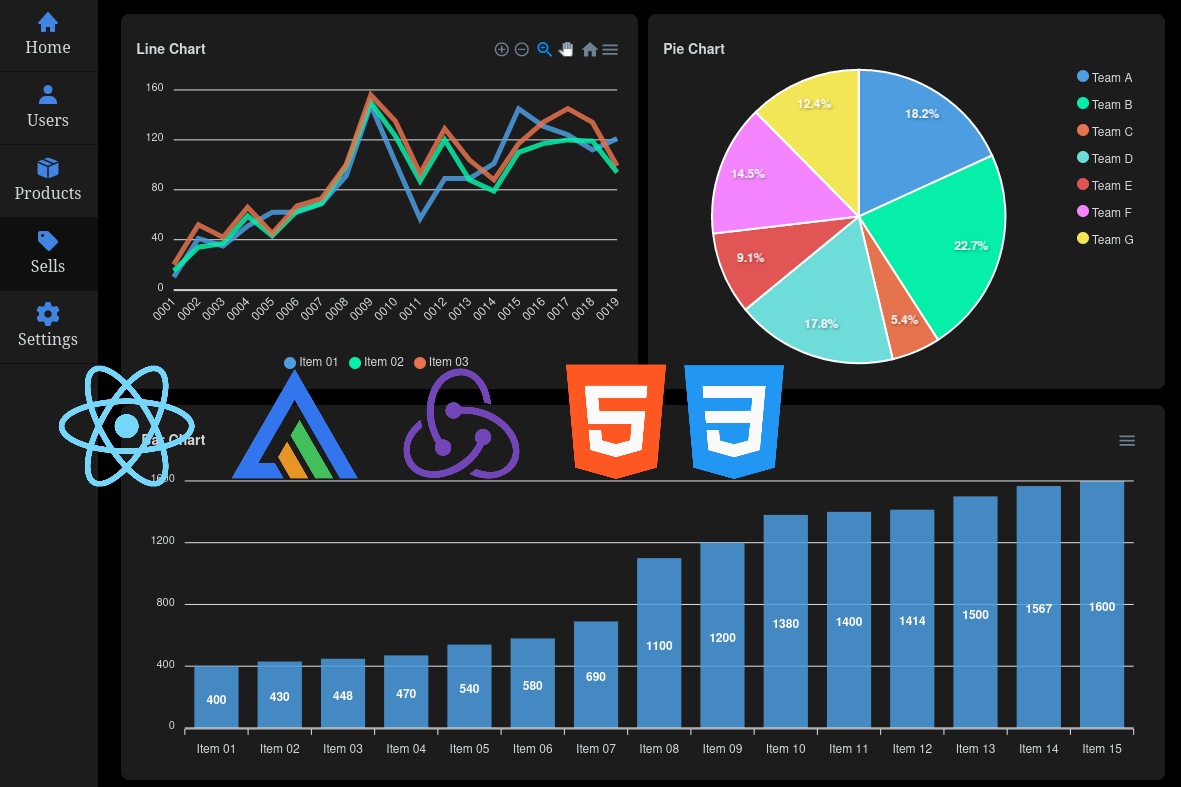 Home
Users
Products
Sells
Settings
Line Chart
160
120
80
40
0
0001 0002 0003 0004 0005 0006 0007 0008 0009 0010 0011 0012 0013 0014 0015 0016 0017 0018 0019
Item 01 Item 02 Item 03
Pie Chart
18.2%
22.7%
5.4%
17.8%
9.1%
14.5%
12.4%
Team A
Team B
Team C
Team D
Team E
Team F
Team G
Bar Chart
1600
1200
800
400
0
400 430 448 470 540 580 690 1100 1200 1380 1400 1414 1500 1567 1600
Item 01 Item 02 Item 03 Item 04 Item 05 Item 06 Item 07 Item 08 Item 09 Item 10 Item 11 Item 12 Item 13 Item 14 Item 15